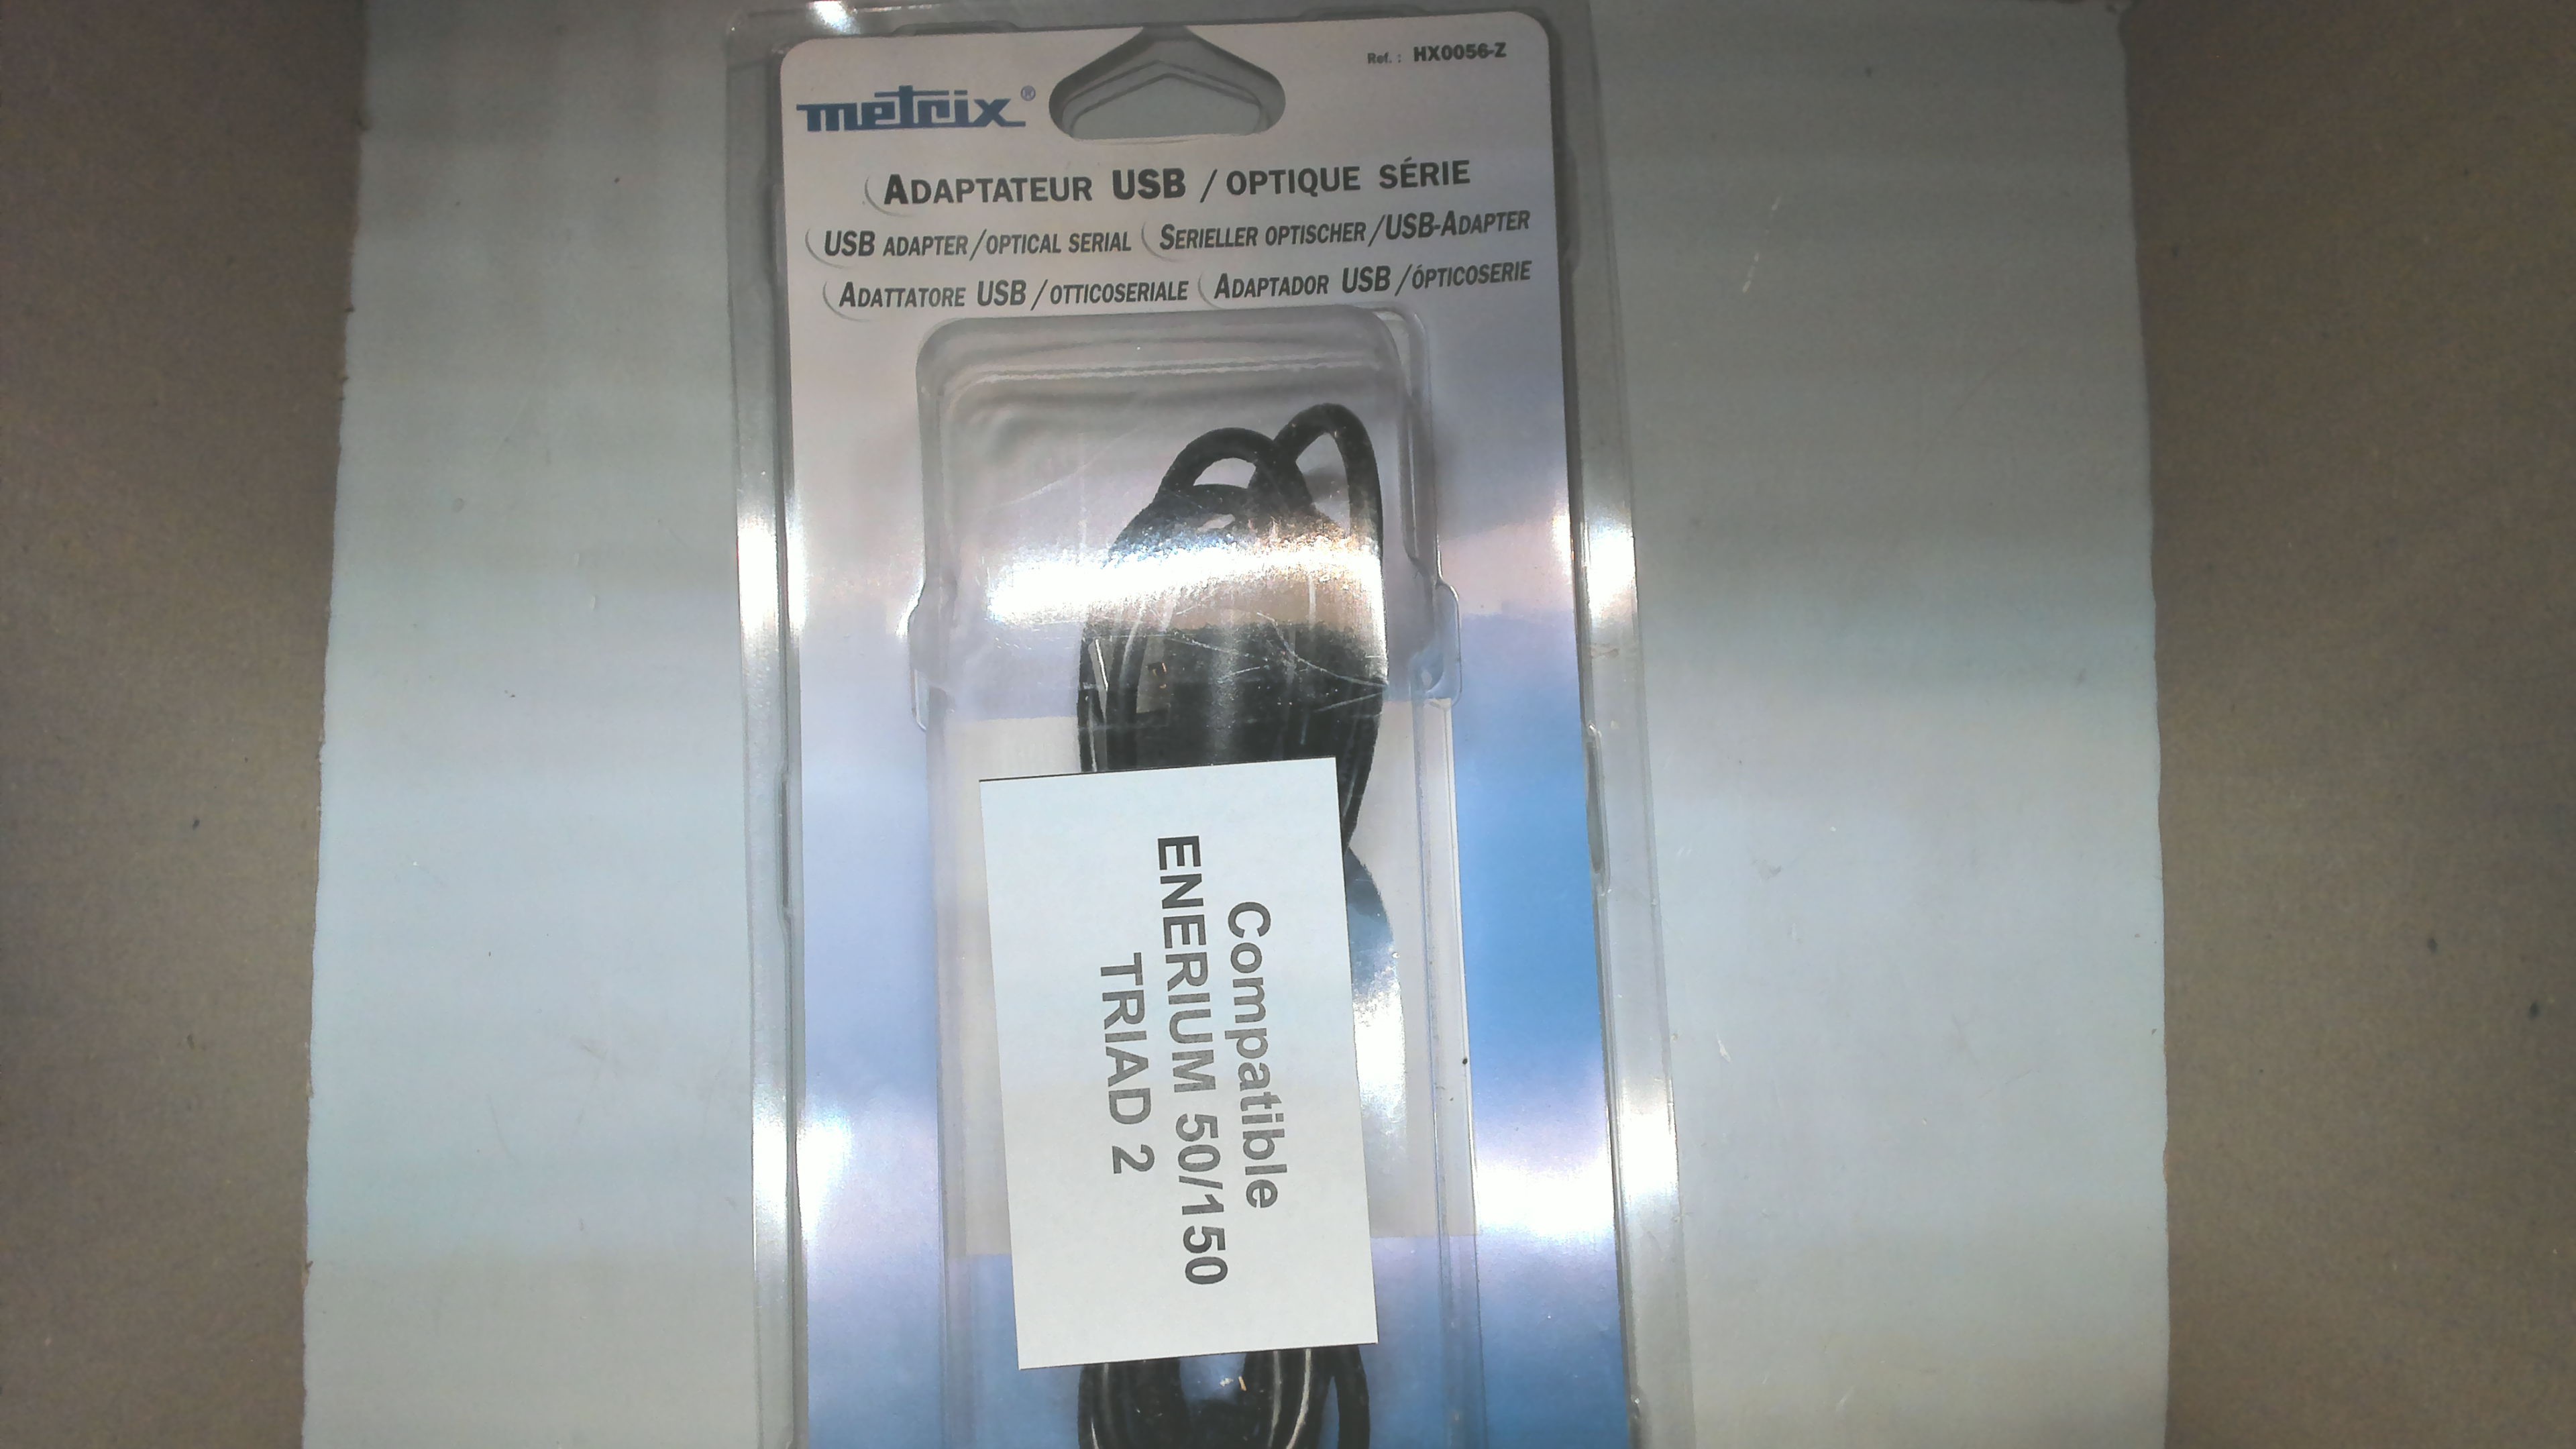 metrix®
Ref. : HX0056-Z
ADAPTATEUR USB / OPTIQUE SÉRIE
USB ADAPTER/OPTICAL SERIAL
SERIELLER OPTISCHER/USB-ADAPTER
ADATTATORE USB/OTTICOSERIALE
ADAPTADOR USB/ÓPTICOSERIE
Compatible
ENERIUM 50/150
TRIAD 2